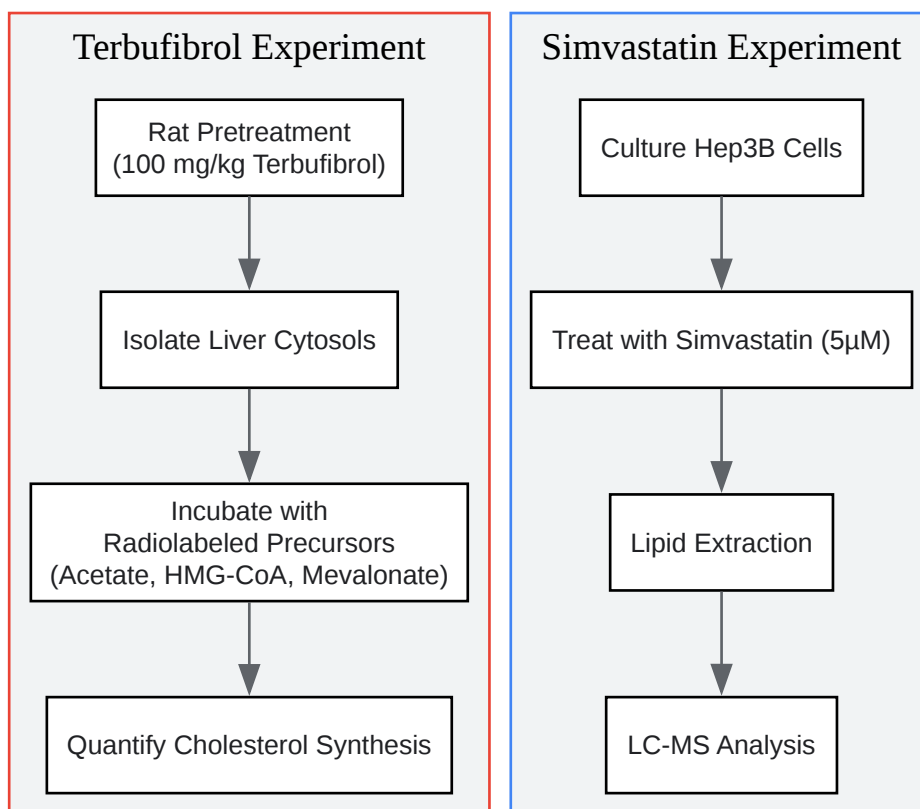 Terbufibrol Experiment
Rat Pretreatment
(100 mg/kg Terbufibrol)
Isolate Liver Cytosols
Incubate with
Radiolabeled Precursors
(Acetate, HMG-CoA, Mevalonate)
Quantify Cholesterol Synthesis
Simvastatin Experiment
Culture Hep3B Cells
Treat with Simvastatin (5µM)
Lipid Extraction
LC-MS Analysis